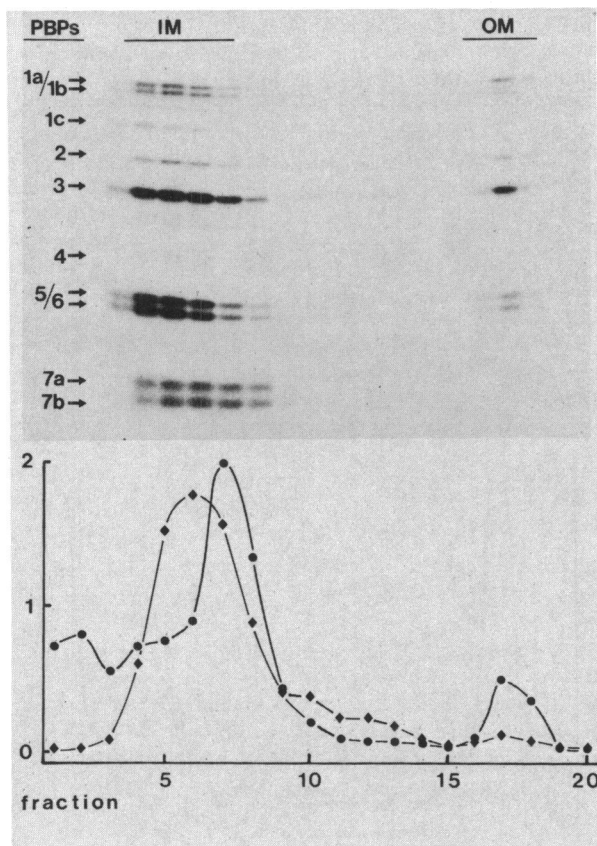 PBPs IM OM
1a/1b→
1c→
2→
3→
4→
5/6→
7a→
7b→
2
1
0
5 10 15 20
fraction